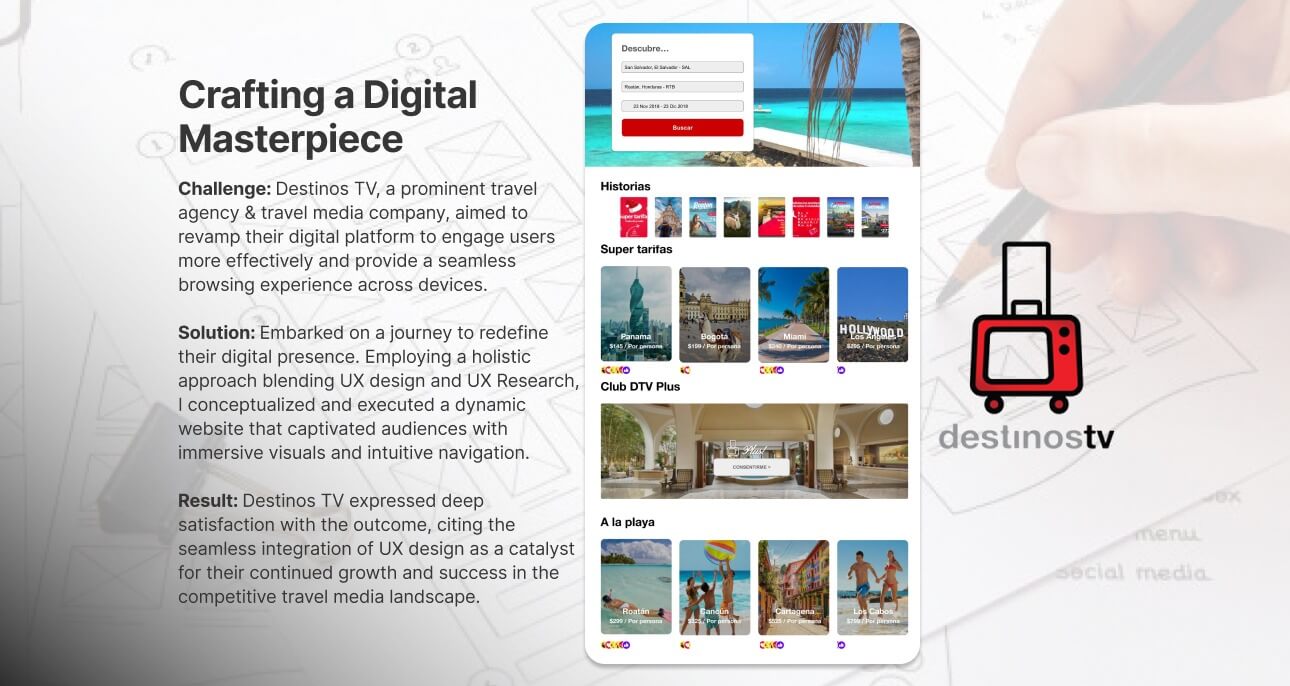 Crafting a Digital
Masterpiece
Challenge: Destinos TV, a prominent travel
agency & travel media company, aimed to
revamp their digital platform to engage users
more effectively and provide a seamless
browsing experience across devices.
Solution: Embarked on a journey to redefine
their digital presence. Employing a holistic
approach blending UX design and UX Research,
I conceptualized and executed a dynamic
website that captivated audiences with
immersive visuals and intuitive navigation.
Result: Destinos TV expressed deep
satisfaction with the outcome, citing the
seamless integration of UX design as a catalyst
for their continued growth and success in the
competitive travel media landscape.
Descubre...
San Salvador, El Salvador - SAL
Roatán, Honduras - RTB
23 Nov 2018 - 23 Dic 2018
Buscar
Historias
Super tarifas
Panama
$145 / Por persona
Bogotá
$199 / Por persona
Miami
/ Por persona
HOLLYWOOD
Los Angeles
$295 / Por persona
Club DTV Plus
Plus!
CONSENTIRME >
A la playa
Roatán
$299 / Por persona
Cancún
$325 / Por persona
Cartagena
$525 / Por persona
Los Cabos
$799 / Por persona
destinostv
menu
social media